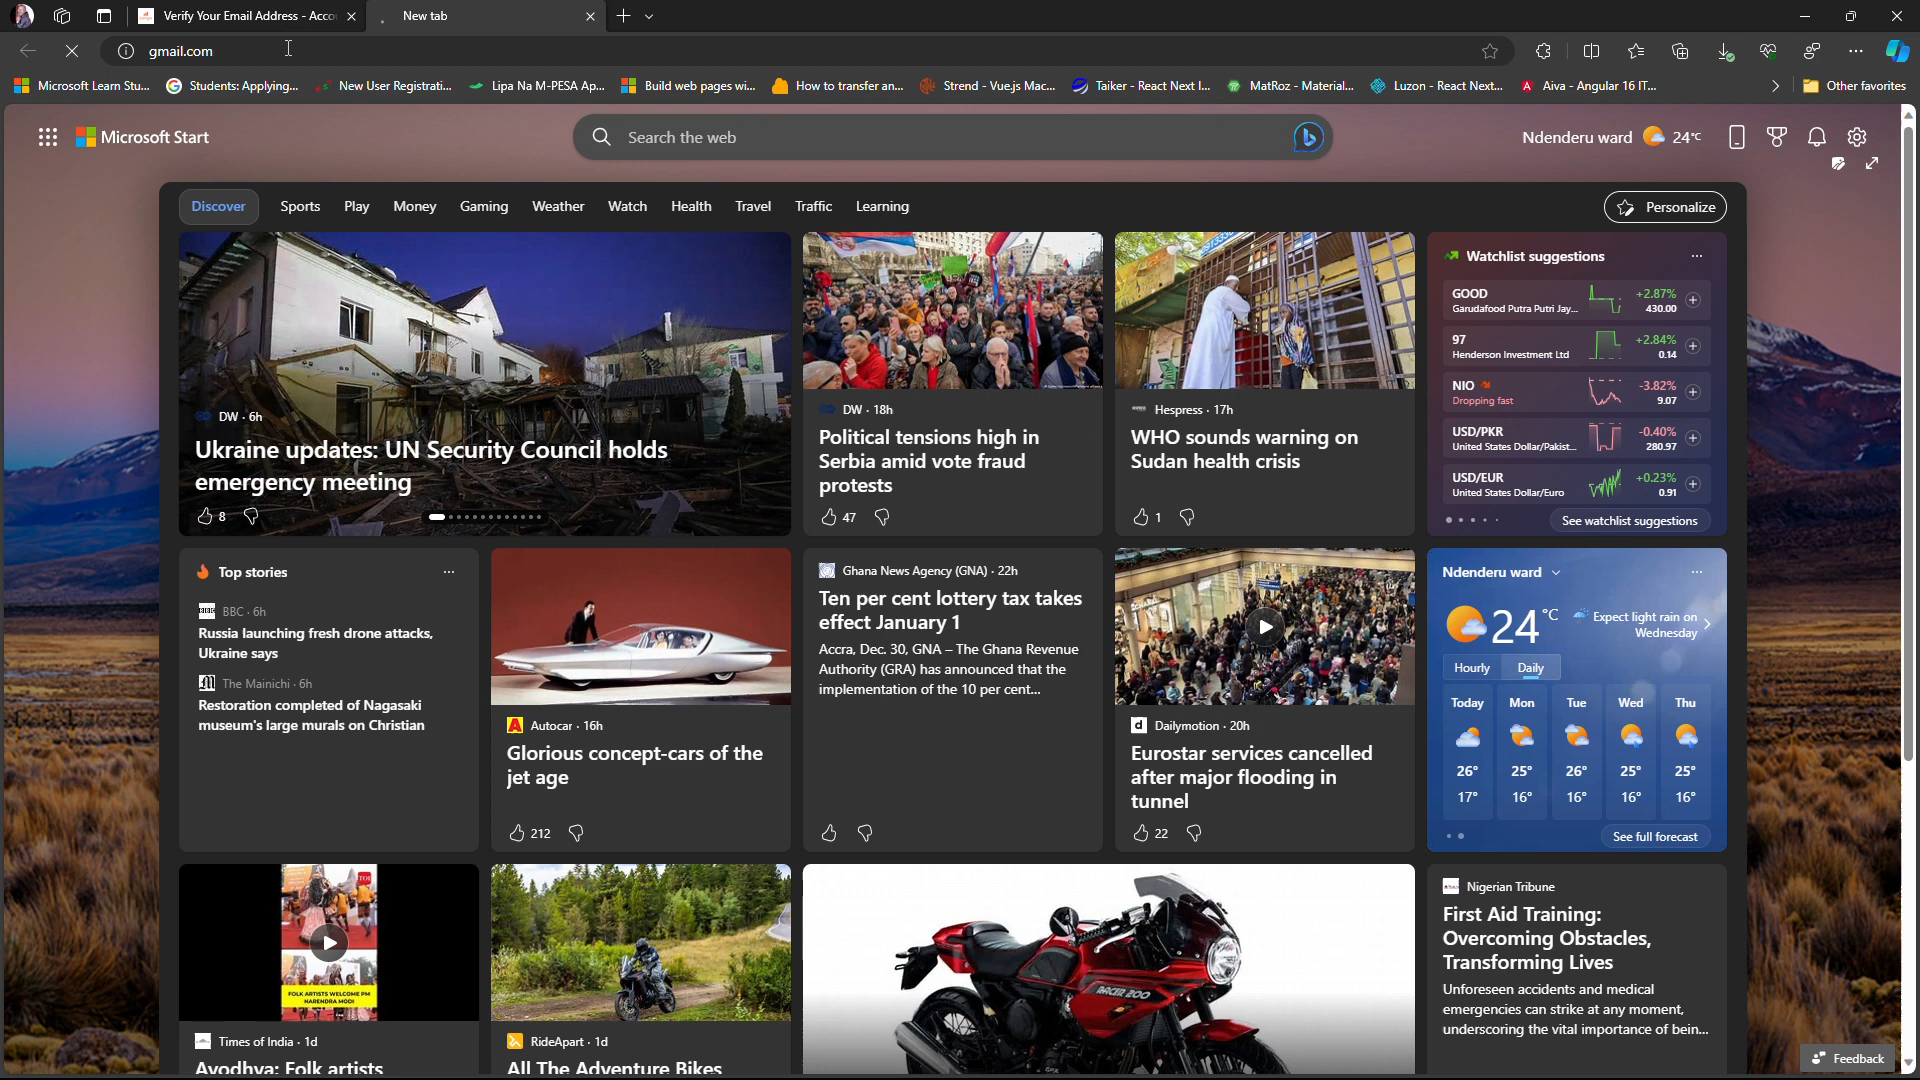 Verify Your Email Address - Acco
New tab
gmail.com
Microsoft Learn Stu...
Students: Applying...
New User Registrati...
Lipa Na M-PESA Ap...
Build web pages wi...
How to transfer an...
Strend - Vue.js Mac...
Taiker - React Next I...
MatRoz - Material...
Luzon - React Next...
Aiva - Angular 16 IT...
Other favorites
Microsoft Start
Search the web
Ndenderu ward
24°C
Discover
Sports
Play
Money
Gaming
Weather
Watch
Health
Travel
Traffic
Learning
Personalize
DW · 6h
Ukraine updates: UN Security Council holds
emergency meeting
8
DW · 18h
Political tensions high in
Serbia amid vote fraud
protests
47
Hespress · 17h
WHO sounds warning on
Sudan health crisis
1
Watchlist suggestions
GOOD
+2.87%
Garudafood Putra Putri Jay...
430.00
97
+2.84%
Henderson Investment Ltd
0.14
NIO
-3.82%
Dropping fast
9.07
USD/PKR
-0.40%
United States Dollar/Pakist...
280.97
USD/EUR
+0.23%
United States Dollar/Euro
0.91
See watchlist suggestions
Top stories
BBC · 6h
Russia launching fresh drone attacks,
Ukraine says
The Mainichi · 6h
Restoration completed of Nagasaki
museum's large murals on Christian
Autocar · 16h
Glorious concept-cars of the
jet age
212
Ghana News Agency (GNA) · 22h
Ten per cent lottery tax takes
effect January 1
Accra, Dec. 30, GNA – The Ghana Revenue
Authority (GRA) has announced that the
implementation of the 10 per cent...
Dailymotion · 20h
Eurostar services cancelled
after major flooding in
tunnel
22
Ndenderu ward
24°C
Expect light rain on
Wednesday
Hourly
Daily
Today Mon Tue Wed Thu
26° 25° 26° 25° 25°
17° 16° 16° 16° 16°
See full forecast
FOLK ARTISTS WELCOME PM
NARENDRA MODI
Times of India · 1d
Ayodhya: Folk artists
RideApart · 1d
All The Adventure Bikes
RACER 200
Nigerian Tribune
First Aid Training:
Overcoming Obstacles,
Transforming Lives
Unforeseen accidents and medical
emergencies can strike at any moment,
underscoring the vital importance of bein...
Feedback